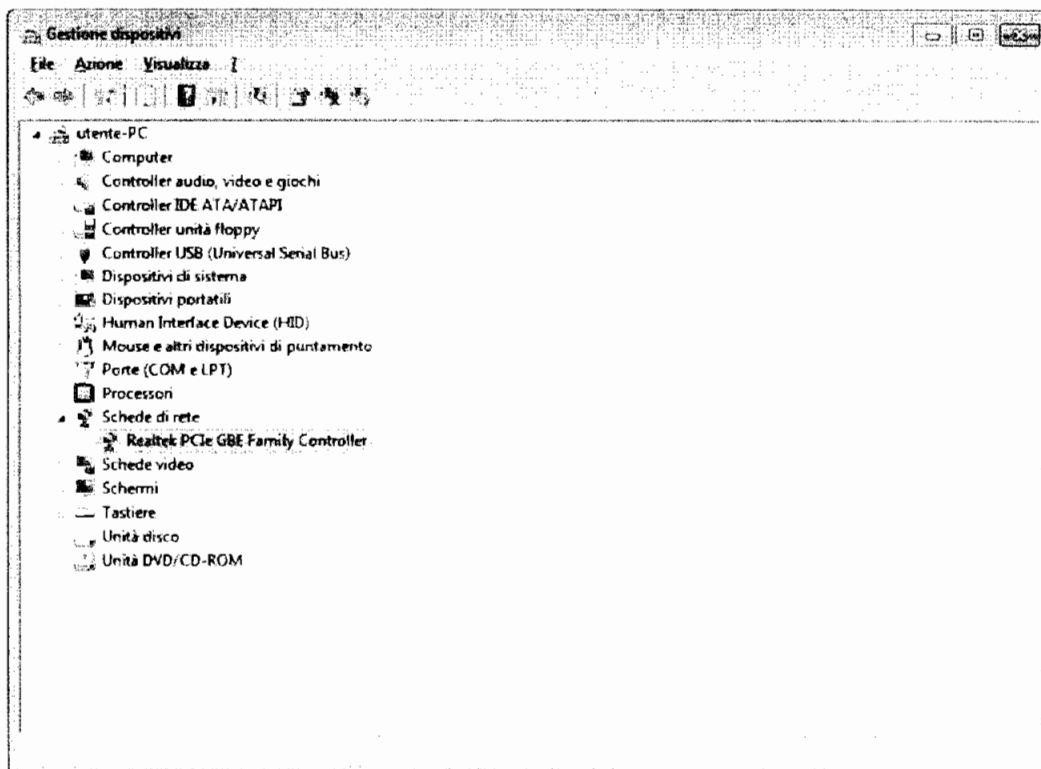 Gestione dispositivi
File Azione Visualizza ?
utente-PC
Computer
Controller audio, video e giochi
Controller IDE ATA/ATAPI
Controller unità floppy
Controller USB (Universal Serial Bus)
Dispositivi di sistema
Dispositivi portatili
Human Interface Device (HID)
Mouse e altri dispositivi di puntamento
Porte (COM e LPT)
Processori
Schede di rete
Realtek PCIe GBE Family Controller
Schede video
Schermi
Tastiere
Unità disco
Unità DVD/CD-ROM